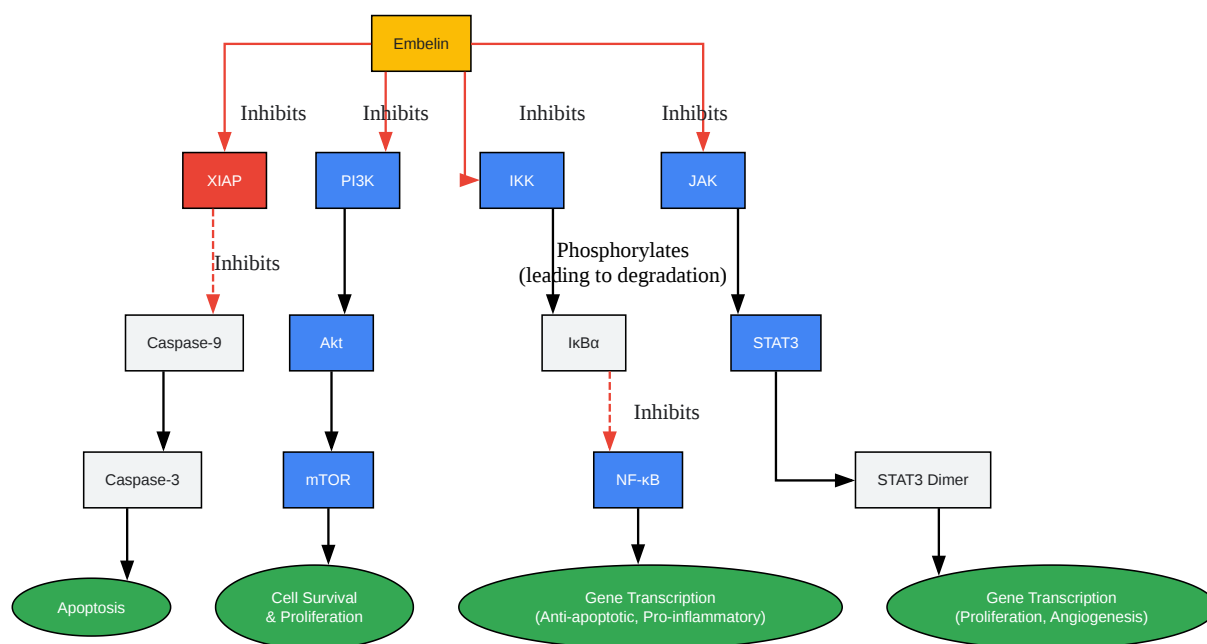 Embelin
Inhibits
Inhibits
Inhibits
Inhibits
XIAP
PI3K
IKK
JAK
Inhibits
Phosphorylates
(leading to degradation)
Caspase-9
Akt
IκBα
STAT3
Inhibits
Caspase-3
mTOR
NF-κB
STAT3 Dimer
Apoptosis
Cell Survival
& Proliferation
Gene Transcription
(Anti-apoptotic, Pro-inflammatory)
Gene Transcription
(Proliferation, Angiogenesis)